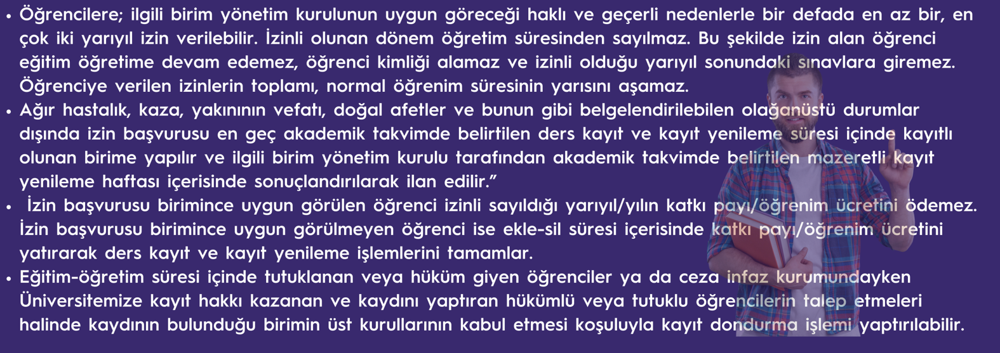 • Öğrencilere; ilgili birim yönetim kurulunun uygun göreceği haklı ve geçerli nedenlerle bir defada en az bir, en
çok iki yarıyıl izin verilebilir. İzinli olunan dönem öğretim süresinden sayılmaz. Bu şekilde izin alan öğrenci
eğitim öğretime devam edemez, öğrenci kimliği alamaz ve izinli olduğu yarıyıl sonundaki sınavlara giremez.
Öğrenciye verilen izinlerin toplamı, normal öğrenim süresinin yarısını aşamaz.
• Ağır hastalık, kaza, yakınının vefatı, doğal afetler ve bunun gibi belgelendirilebilen olağanüstü durumlar
dışında izin başvurusu en geç akademik takvimde belirtilen ders kayıt ve kayıt yenileme süresi içinde kayıtlı
olunan birime yapılır ve ilgili birim yönetim kurulu tarafından akademik takvimde belirtilen mazeretli kayıt
yenileme haftası içerisinde sonuçlandırılarak ilan edilir.”
• İzin başvurusu birimince uygun görülen öğrenci izinli sayıldığı yarıyıl/yılın katkı payı/öğrenim ücretini ödemez.
İzin başvurusu birimince uygun görülmeyen öğrenci ise ekle-sil süresi içerisinde katkı payı/öğrenim ücretini
yatırarak ders kayıt ve kayıt yenileme işlemlerini tamamlar.
• Eğitim-öğretim süresi içinde tutuklanan veya hüküm giyen öğrenciler ya da ceza infaz kurumundayken
Üniversitemize kayıt hakkı kazanan ve kaydını yaptıran hükümlü veya tutuklu öğrencilerin talep etmeleri
halinde kaydının bulunduğu birimin üst kurullarının kabul etmesi koşuluyla kayıt dondurma işlemi yaptırılabilir.